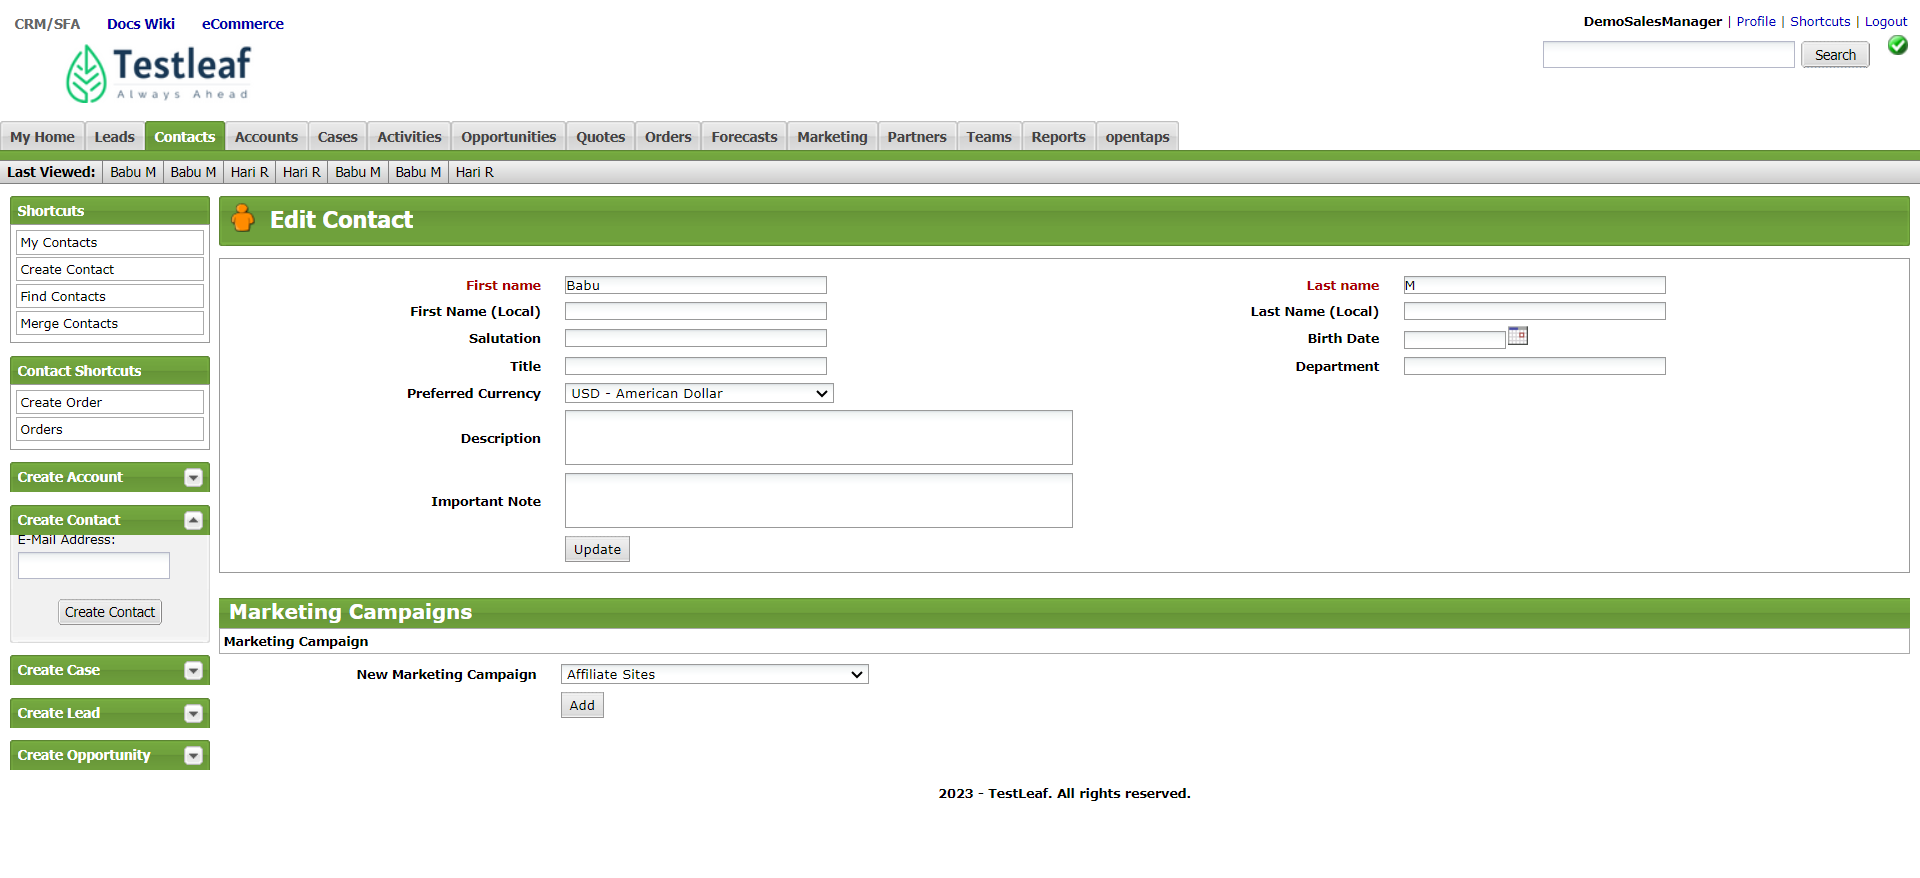 CRM/SFA Docs Wiki eCommerce
DemoSalesManager | Profile | Shortcuts | Logout
Testleaf
Always Ahead
Search
My Home Leads Contacts Accounts Cases Activities Opportunities Quotes Orders Forecasts Marketing Partners Teams Reports opentaps
Last Viewed: Babu M Babu M Hari R Hari R Babu M Babu M Hari R
Shortcuts
My Contacts
Create Contact
Find Contacts
Merge Contacts
Contact Shortcuts
Create Order
Orders
Create Account
Create Contact
E-Mail Address:
Create Contact
Create Case
Create Lead
Create Opportunity
Edit Contact
First name Babu Last name M
First Name (Local) Last Name (Local)
Salutation Birth Date
Title Department
Preferred Currency USD - American Dollar
Description
Important Note
Update
Marketing Campaigns
Marketing Campaign
New Marketing Campaign Affiliate Sites
Add
2023 - TestLeaf. All rights reserved.